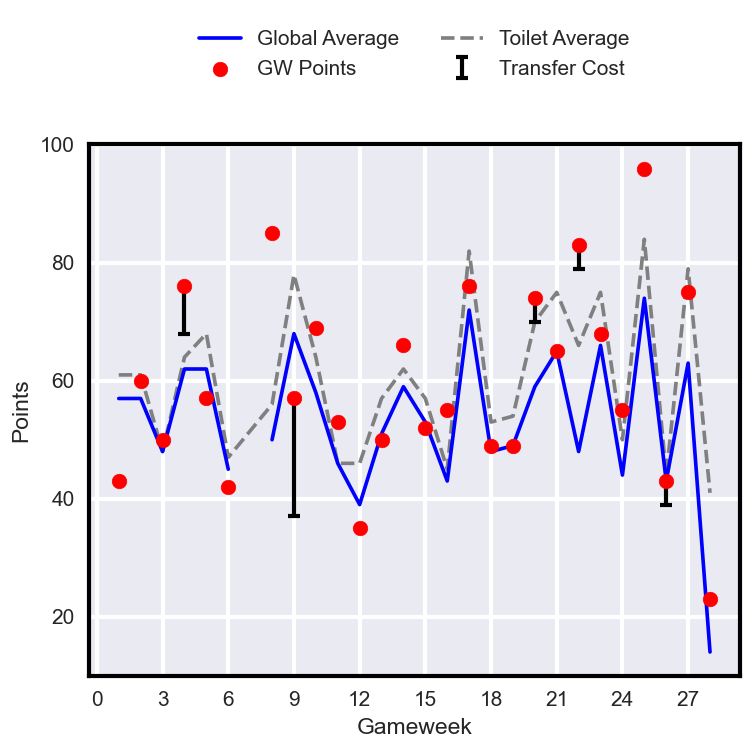 Global Average Toilet Average
GW Points Transfer Cost
100
80
60
40
20
Points
0 3 6 9 12 15 18 21 24 27
Gameweek